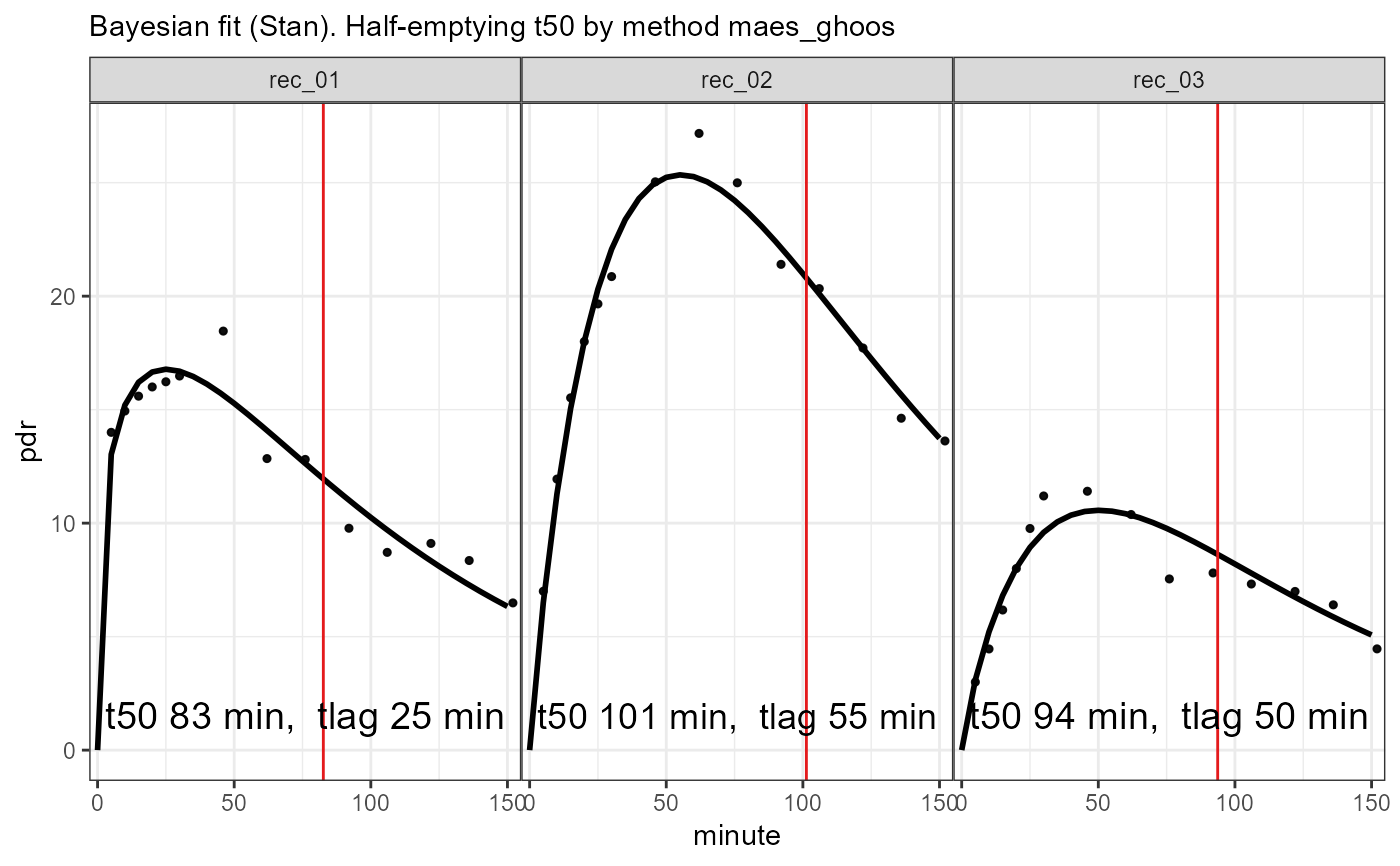 Bayesian fit (Stan). Half-emptying t50 by method maes_ghoos
rec_01 rec_02 rec_03
pdr
20
10
0
t50 83 min,  tlag 25 min t50 101 min,  tlag 55 min t50 94 min,  tlag 50 min
0 50 100 150 0 50 100 150 0 50 100 150
minute